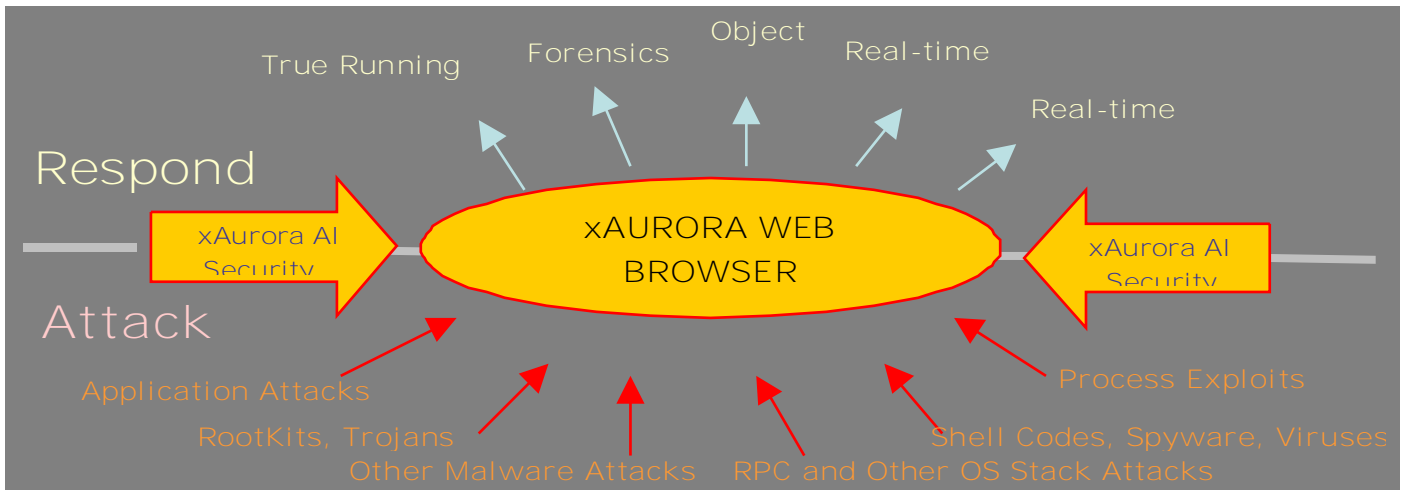 Object
Forensics
Real-time
True Running
Real-time
Respond
xAurora AI
Security
xAURORA WEB
BROWSER
xAurora AI
Security
Attack
Application Attacks
Process Exploits
RootKits, Trojans
Shell Codes, Spyware, Viruses
Other Malware Attacks
RPC and Other OS Stack Attacks